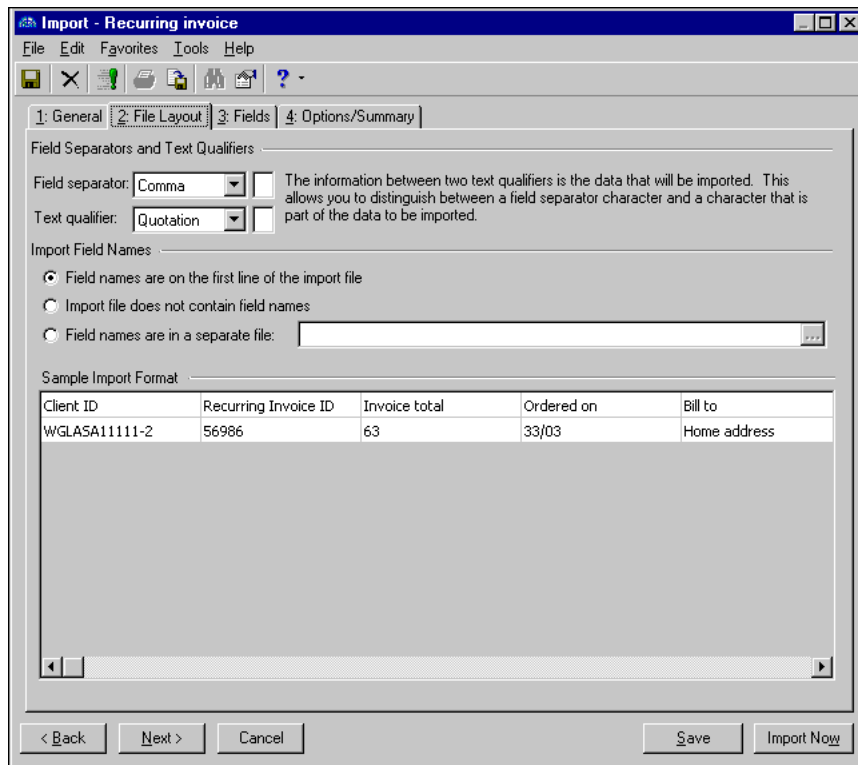 Import - Recurring invoice
File Edit Favorites Tools Help
1: General 2: File Layout 3: Fields 4: Options/Summary
Field Separators and Text Qualifiers
Field separator: Comma
The information between two text qualifiers is the data that will be imported. This
allows you to distinguish between a field separator character and a character that is
Text qualifier: Quotation
part of the data to be imported.
Import Field Names
Field names are on the first line of the import file
Import file does not contain field names
Field names are in a separate file: ...
Sample Import Format
Client ID Recurring Invoice ID Invoice total Ordered on Bill to
WGLASA11111-2 56986 63 33/03 Home address
< Back Next > Cancel Save Import Now